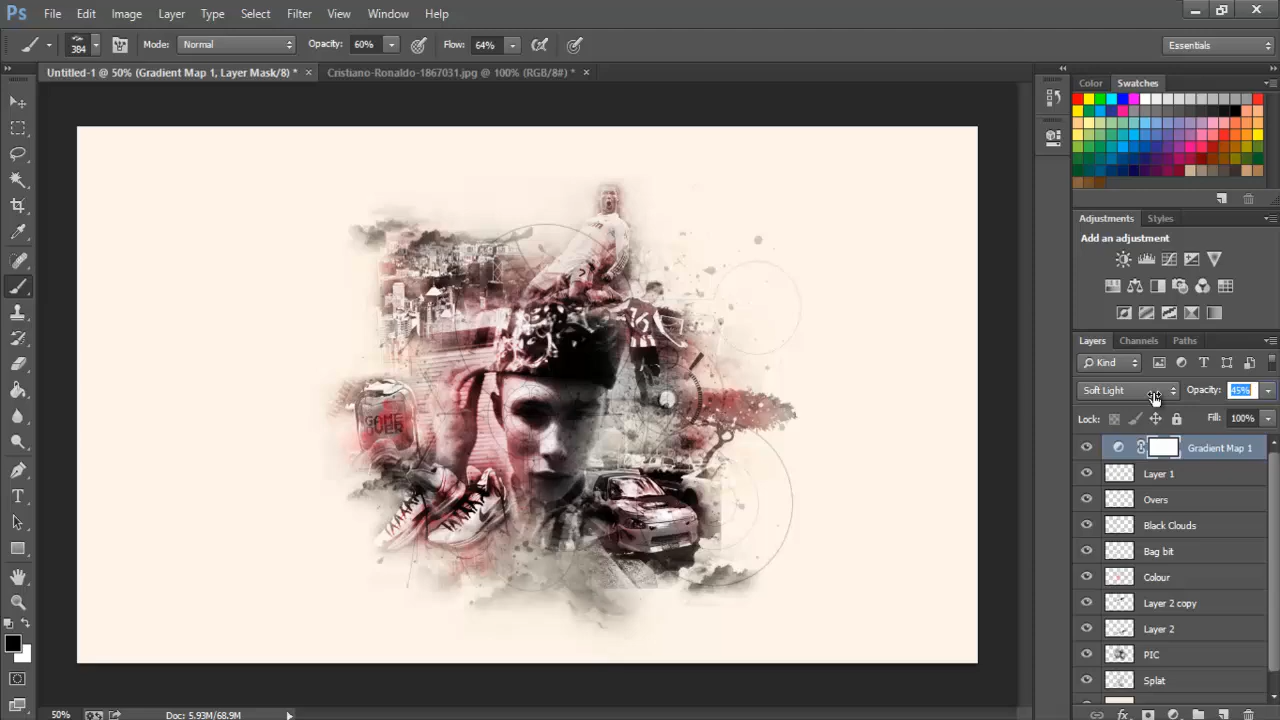 Ps File Edit Image Layer Type Select Filter View Window Help
384 Mode: Normal Opacity: 60% Flow: 64% Essentials
Untitled-1 @ 50% (Gradient Map 1, Layer Mask/8) * × Cristiano-Ronaldo-1867031.jpg @ 100% (RGB/8#) * ×
Color Swatches
Adjustments Styles
Add an adjustment
Layers Channels Paths
Kind
Soft Light Opacity: 45%
Lock: Fill: 100%
Gradient Map 1
Layer 1
Overs
Black Clouds
Bag bit
Colour
Layer 2 copy
Layer 2
PIC
Splat
GAME
OVER
T
fx
50% Doc: 5.93M/68.9M